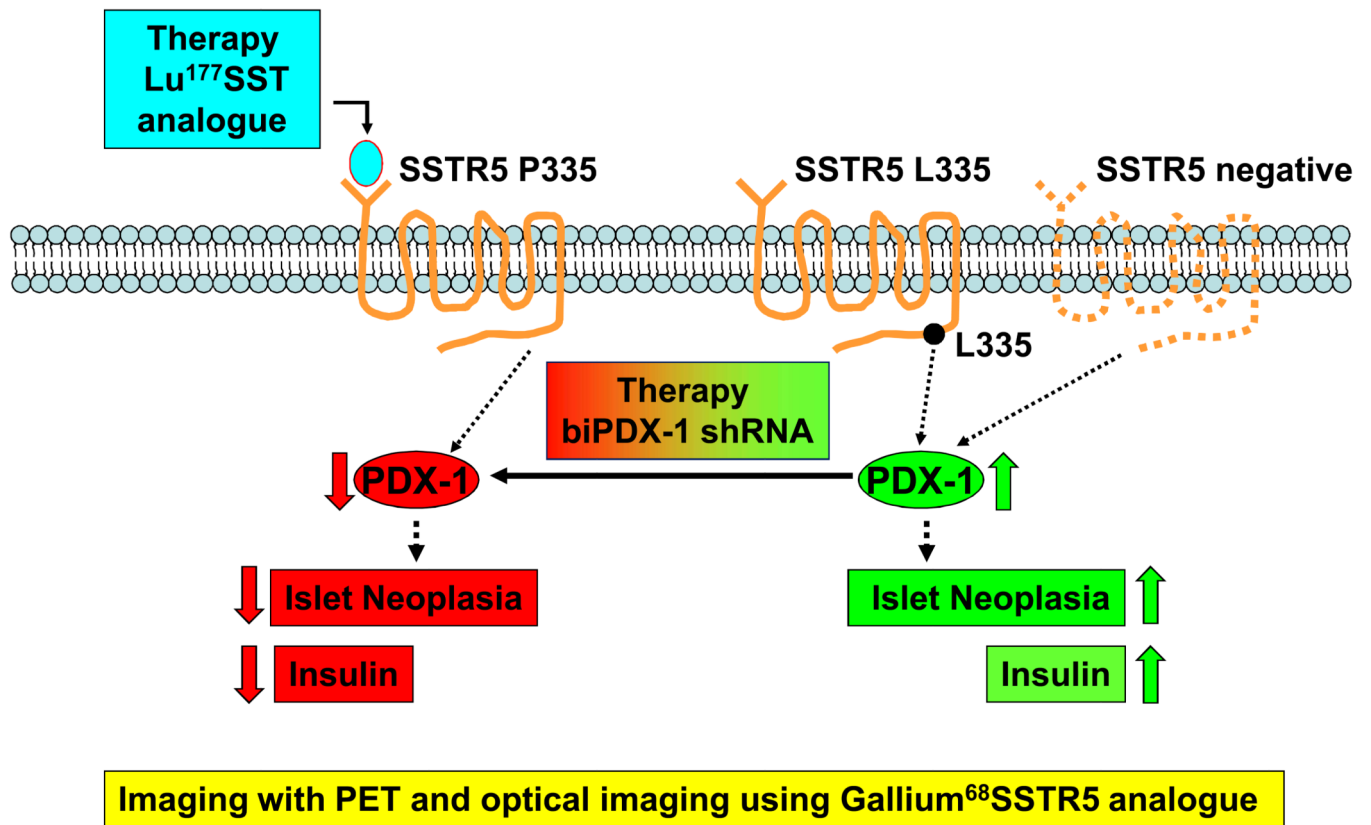 Therapy
Lu¹⁷⁷SST
analogue
SSTR5 P335
SSTR5 L335
SSTR5 negative
L335
Therapy
biPDX-1 shRNA
PDX-1
PDX-1
Islet Neoplasia
Islet Neoplasia
Insulin
Insulin
Imaging with PET and optical imaging using Gallium⁶⁸SSTR5 analogue